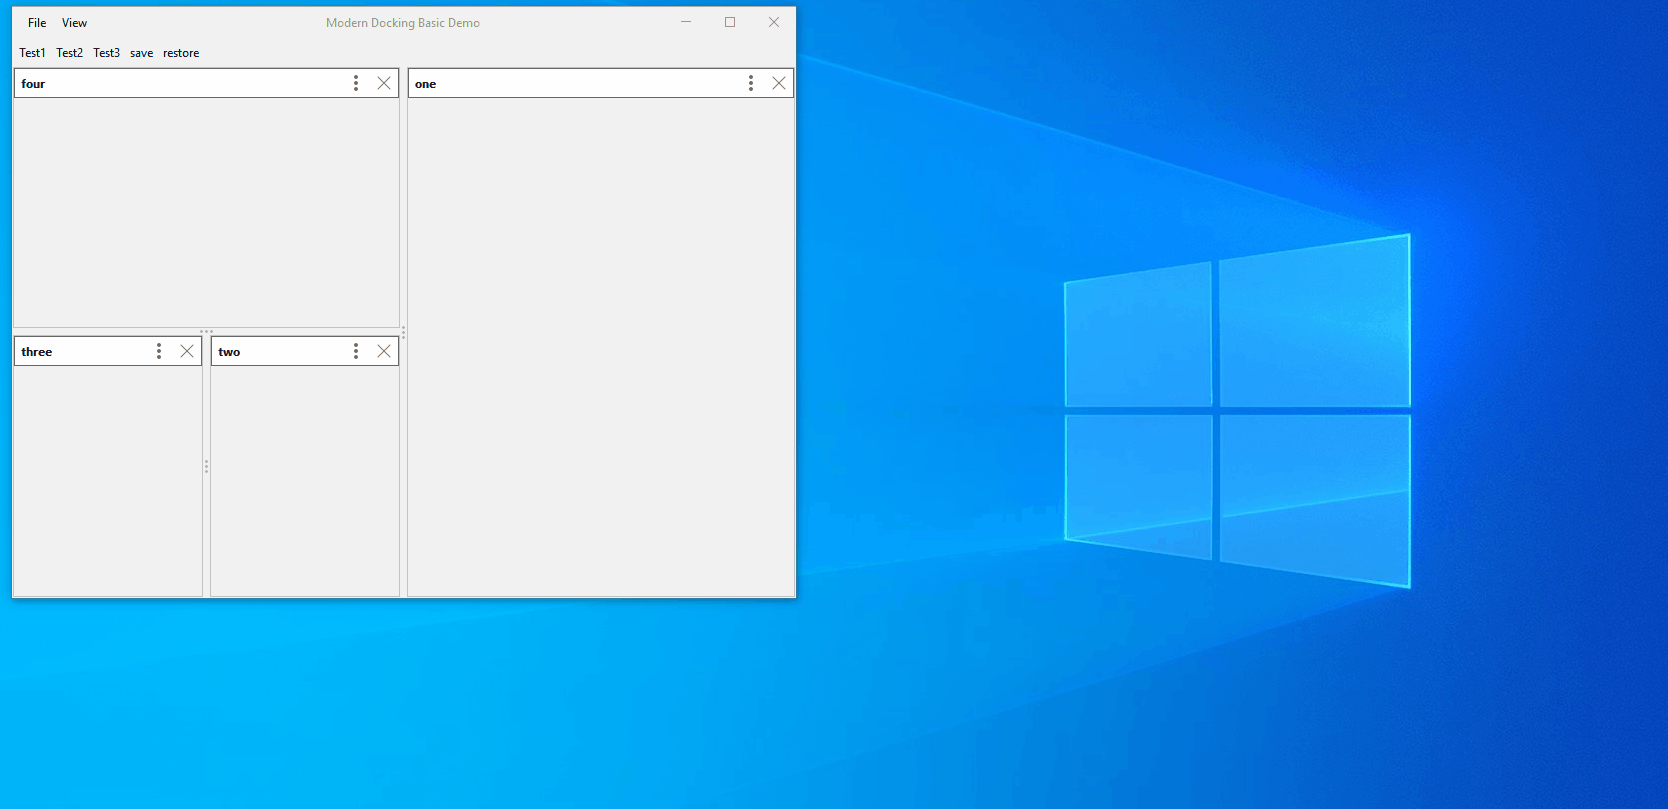 File View Modern Docking Basic Demo
Test1 Test2 Test3 save restore
four one
three two